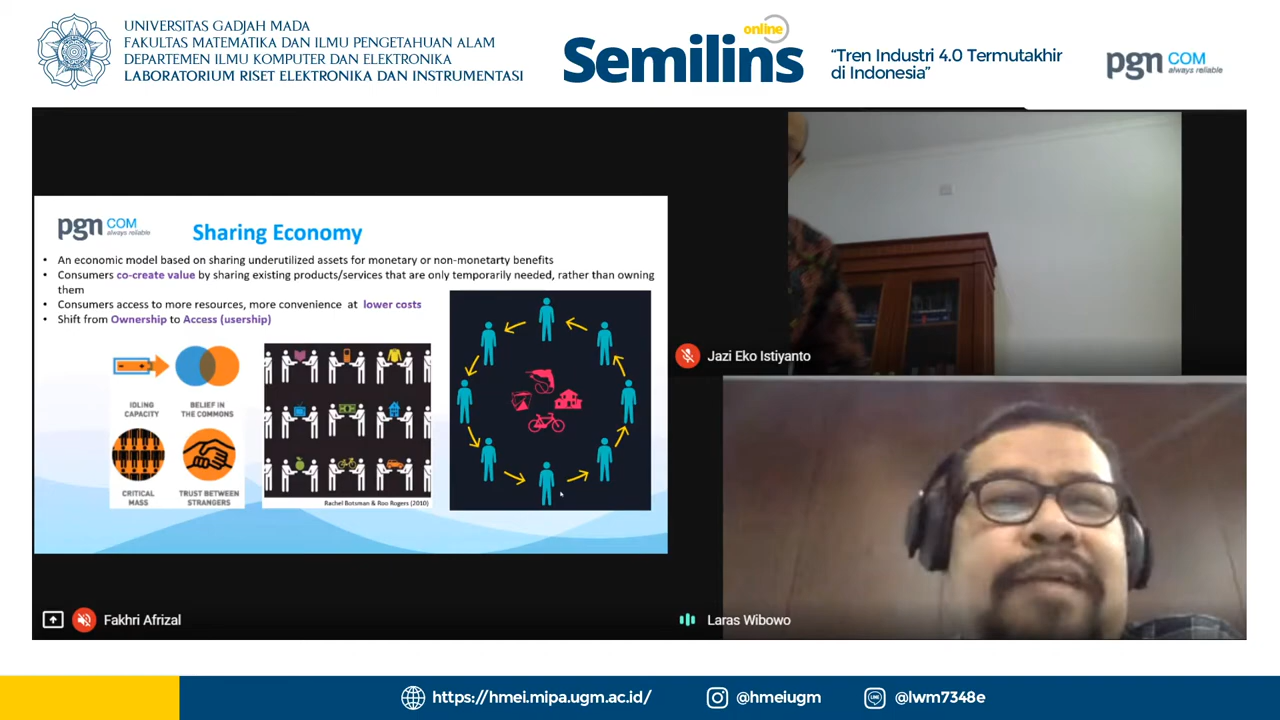 UNIVERSITAS GADJAH MADA
FAKULTAS MATEMATIKA DAN ILMU PENGETAHUAN ALAM
DEPARTEMEN ILMU KOMPUTER DAN ELEKTRONIKA
LABORATORIUM RISET ELEKTRONIKA DAN INSTRUMENTASI
online
Semilins
“Tren Industri 4.0 Termutakhir
di Indonesia”
pgn COM
always reliable
pgn COM
always reliable
Sharing Economy
• An economic model based on sharing underutilized assets for monetary or non-monetarty benefits
• Consumers co-create value by sharing existing products/services that are only temporarily needed, rather than owning
them
• Consumers access to more resources, more convenience at lower costs
• Shift from Ownership to Access (usership)
IDLING
CAPACITY
BELIEF IN
THE COMMONS
CRITICAL
MASS
TRUST BETWEEN
STRANGERS
Rachel Botsman & Roo Rogers (2010)
Jazi Eko Istiyanto
Fakhri Afrizal
Laras Wibowo
https://hmei.mipa.ugm.ac.id/
@hmeiugm
@lwm7348e